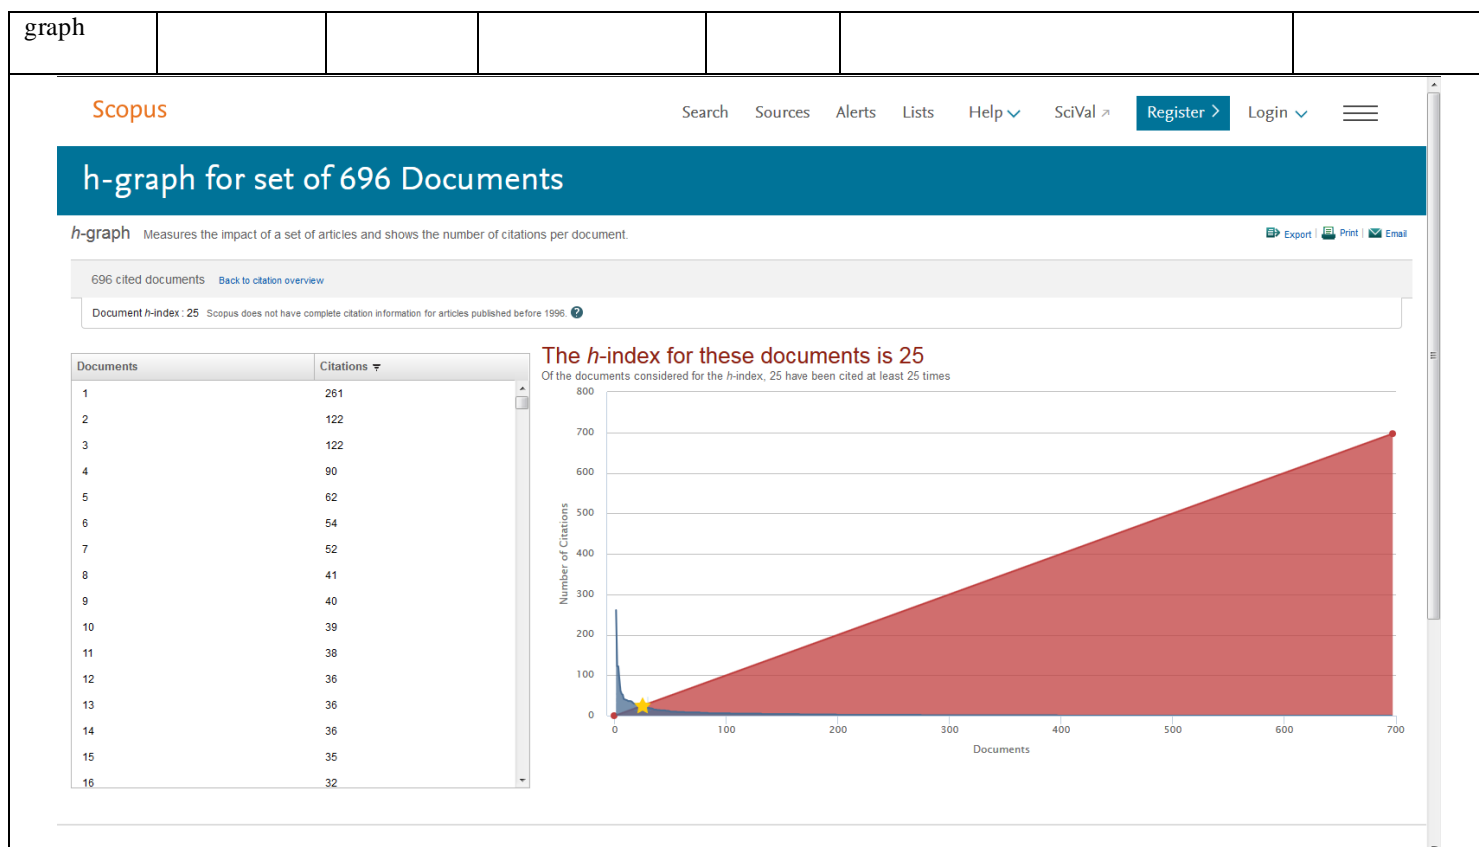 graph
Scopus
Search Sources Alerts Lists Help SciVal Register > Login
h-graph for set of 696 Documents
h-graph Measures the impact of a set of articles and shows the number of citations per document.
Export | Print | Email
696 cited documents Back to citation overview
Document h-index : 25 Scopus does not have complete citation information for articles published before 1996. ?
Documents Citations
1 261
2 122
3 122
4 90
5 62
6 54
7 52
8 41
9 40
10 39
11 38
12 36
13 36
14 36
15 35
16 32
The h-index for these documents is 25
Of the documents considered for the h-index, 25 have been cited at least 25 times
800
700
600
500
400
300
200
100
0
Number of Citations
0 100 200 300 400 500 600 700
Documents